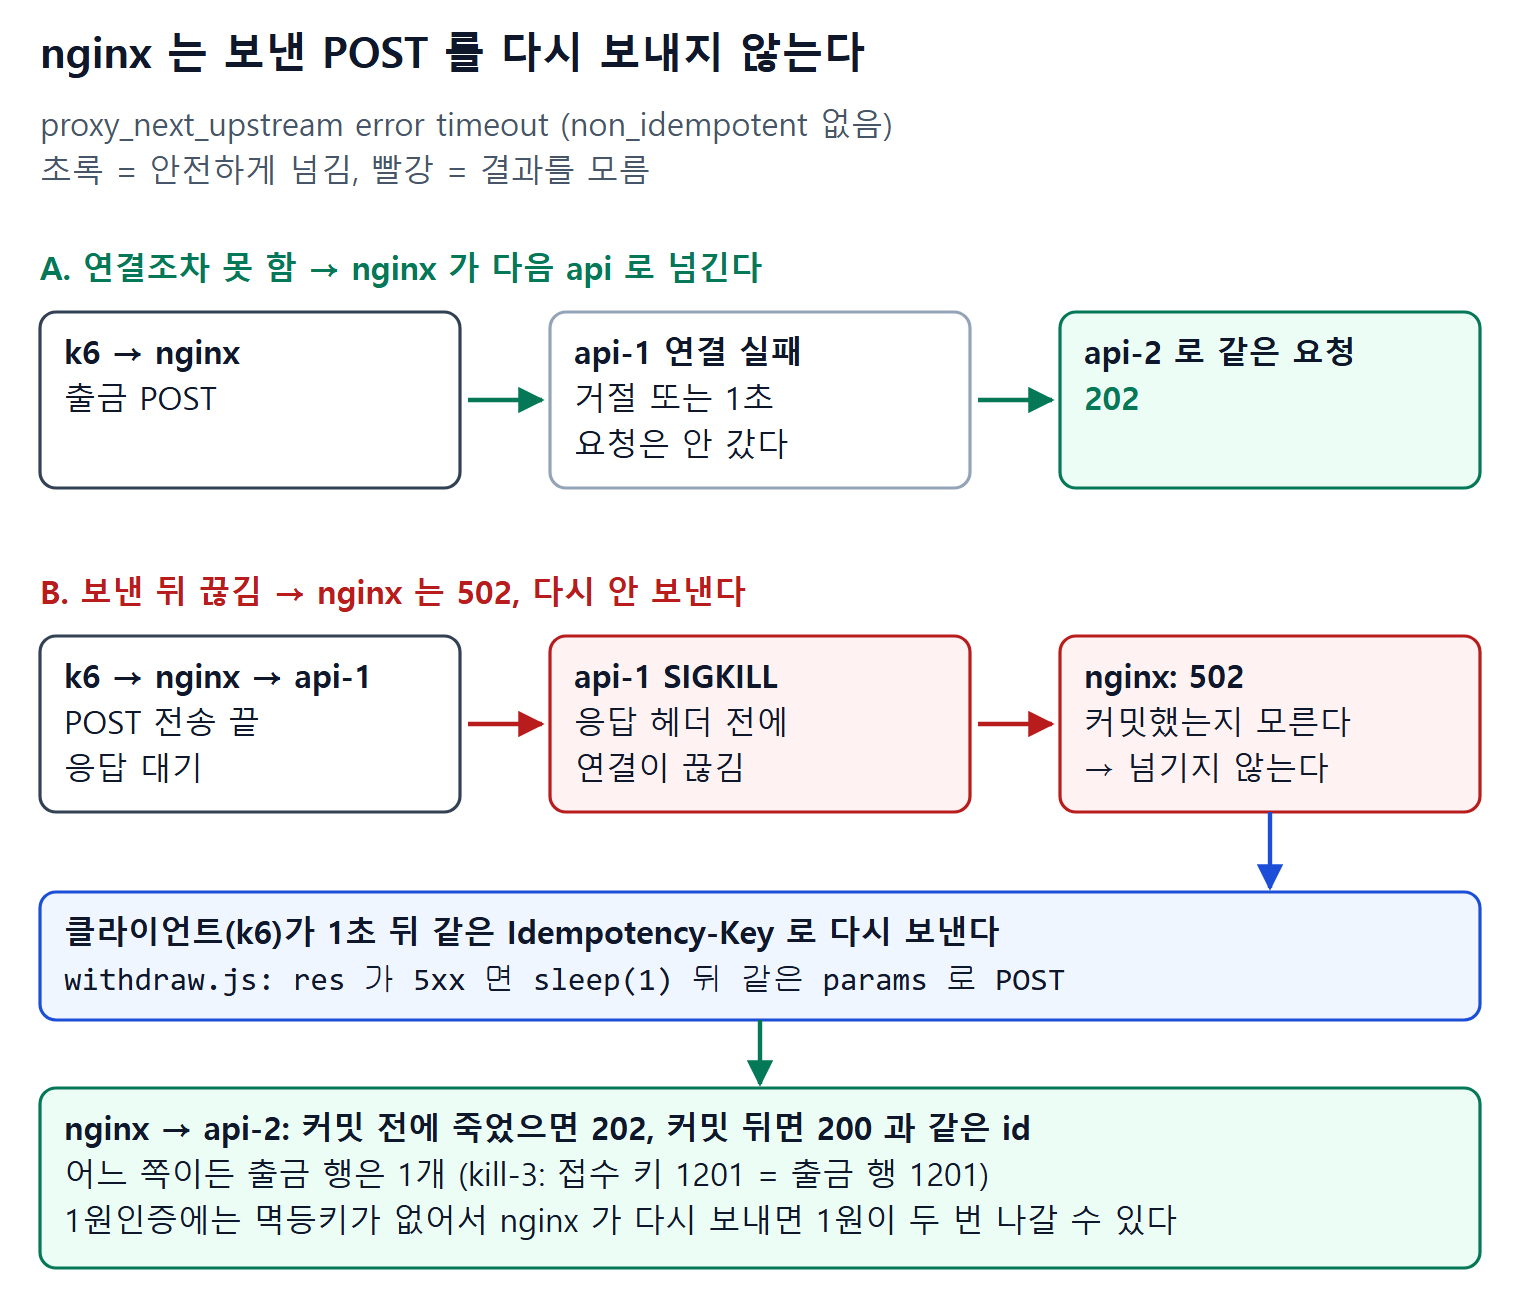 nginx 는 보낸 POST 를 다시 보내지 않는다
proxy_next_upstream error timeout (non_idempotent 없음)
초록 = 안전하게 넘김, 빨강 = 결과를 모름
A. 연결조차 못 함 → nginx 가 다음 api 로 넘긴다
k6 → nginx
출금 POST
api-1 연결 실패
거절 또는 1초
요청은 안 갔다
api-2 로 같은 요청
202
B. 보낸 뒤 끊김 → nginx 는 502, 다시 안 보낸다
k6 → nginx → api-1
POST 전송 끝
응답 대기
api-1 SIGKILL
응답 헤더 전에
연결이 끊김
nginx: 502
커밋했는지 모른다
→ 넘기지 않는다
클라이언트(k6)가 1초 뒤 같은 Idempotency-Key 로 다시 보낸다
withdraw.js: res 가 5xx 면 sleep(1) 뒤 같은 params 로 POST
nginx → api-2: 커밋 전에 죽었으면 202, 커밋 뒤면 200 과 같은 id
어느 쪽이든 출금 행은 1개 (kill-3: 접수 키 1201 = 출금 행 1201)
1원인증에는 멱등키가 없어서 nginx 가 다시 보내면 1원이 두 번 나갈 수 있다